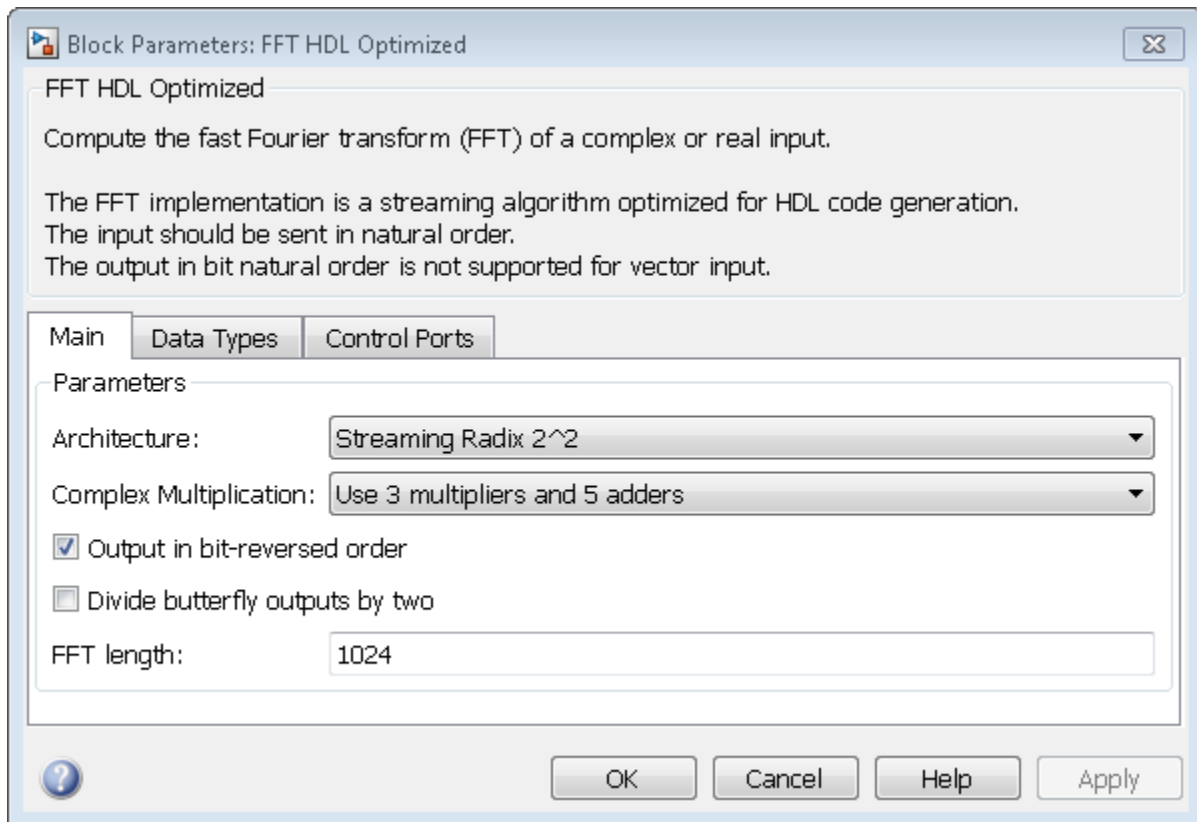 Block Parameters: FFT HDL Optimized
FFT HDL Optimized
Compute the fast Fourier transform (FFT) of a complex or real input.
The FFT implementation is a streaming algorithm optimized for HDL code generation.
The input should be sent in natural order.
The output in bit natural order is not supported for vector input.
Main Data Types Control Ports
Parameters
Architecture: Streaming Radix 2^2
Complex Multiplication: Use 3 multipliers and 5 adders
Output in bit-reversed order
Divide butterfly outputs by two
FFT length: 1024
? OK Cancel Help Apply